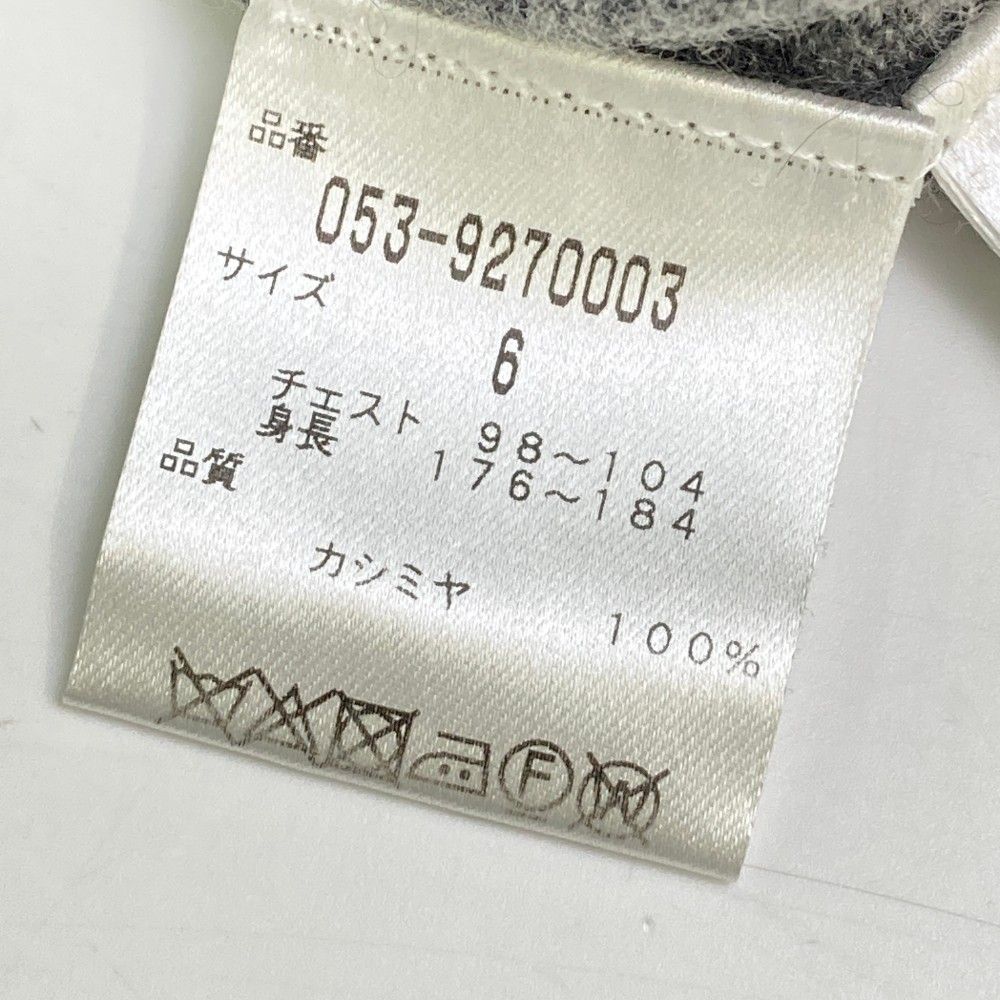 品番
053-9270003
サイズ
6
チェスト 98～104
身長 176～184
品質
カシミヤ 100%
F
W